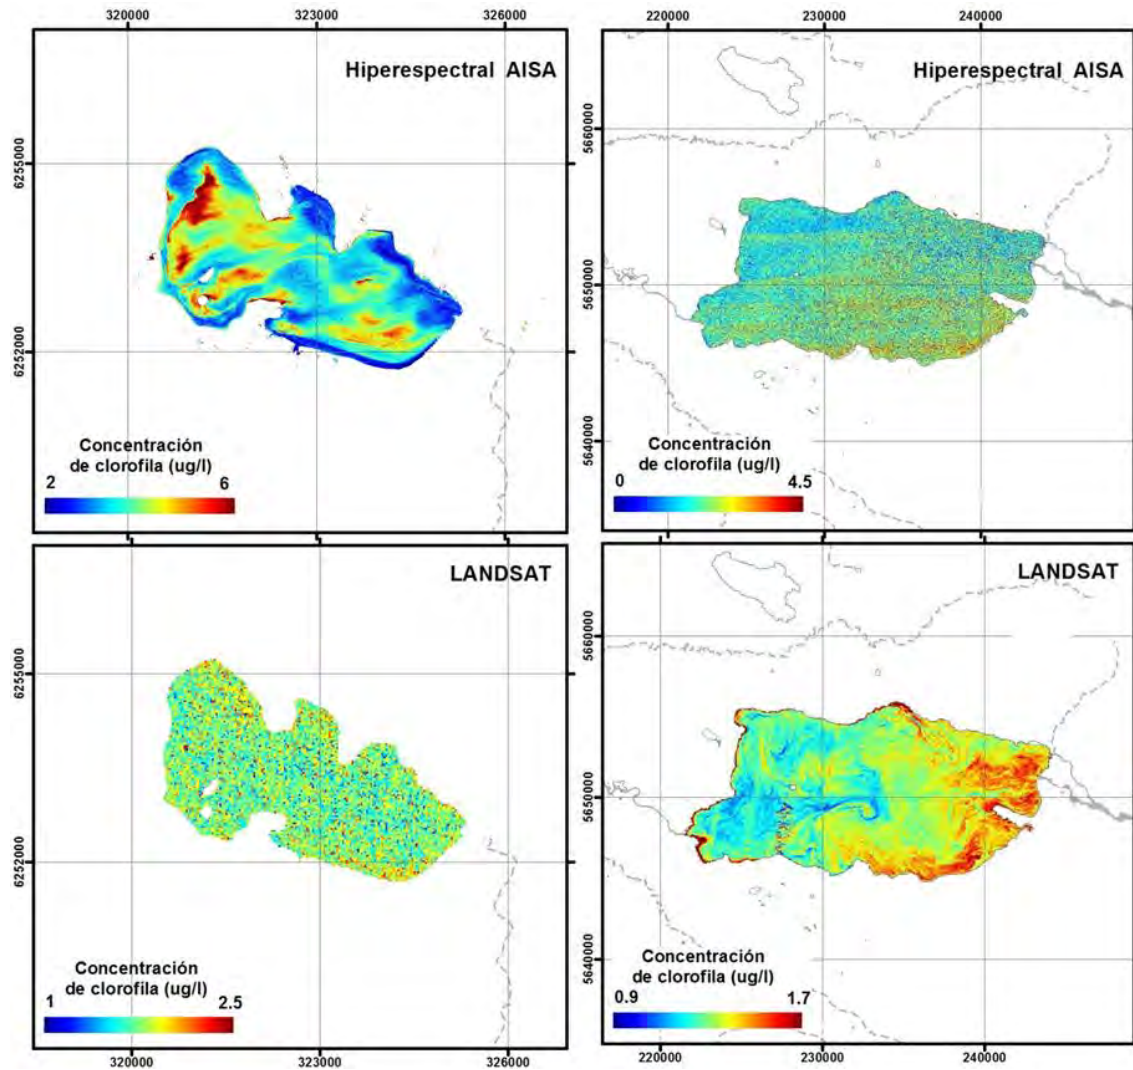 320000 323000 326000
Hiperespectral AISA
6255000
6252000
Concentración
de clorofila (ug/l)
2 6
220000 230000 240000
Hiperespectral AISA
5660000
5650000
5640000
Concentración
de clorofila (ug/l)
0 4.5
LANDSAT
6255000
6252000
Concentración
de clorofila (ug/l)
1 2.5
320000 323000 326000
LANDSAT
5660000
5650000
5640000
Concentración
de clorofila (ug/l)
0.9 1.7
220000 230000 240000